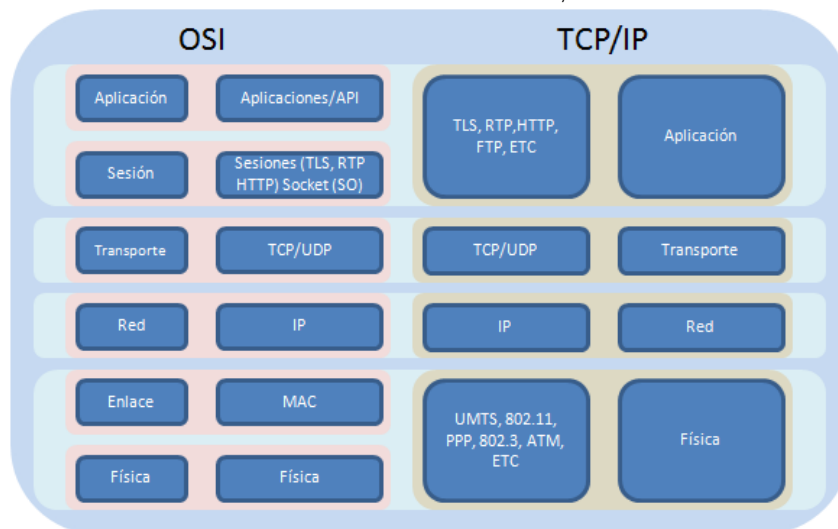 OSI
TCP/IP
Aplicación
Aplicaciones/API
TLS, RTP,HTTP,
FTP, ETC
Aplicación
Sesión
Sesiones (TLS, RTP
HTTP) Socket (SO)
Transporte
TCP/UDP
TCP/UDP
Transporte
Red
IP
IP
Red
Enlace
MAC
UMTS, 802.11,
PPP, 802.3, ATM,
ETC
Física
Física
Física